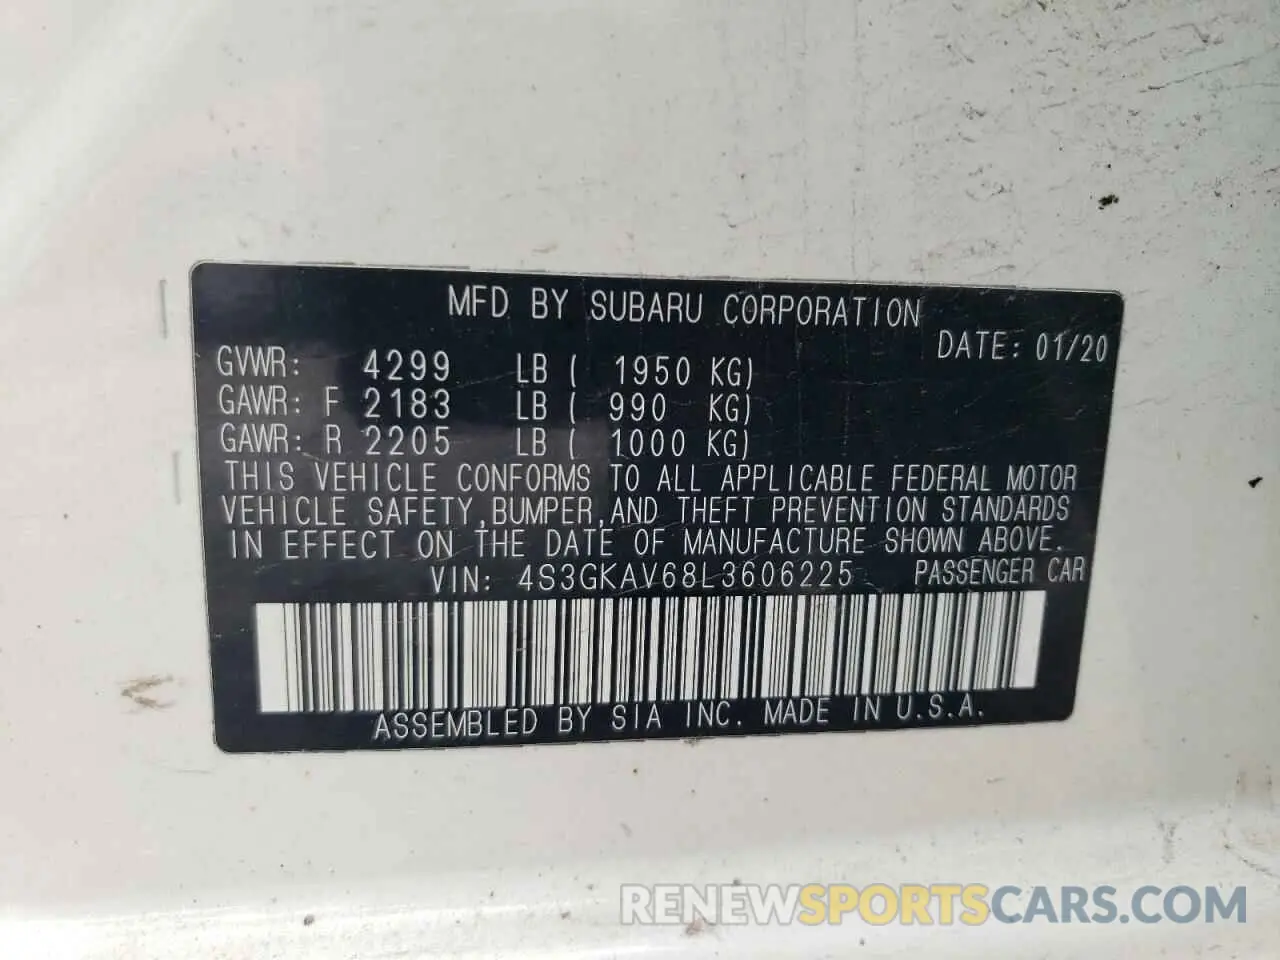 MFD BY SUBARU CORPORATION
DATE: 01/20
GVWR: 4299 LB ( 1950 KG)
GAWR: F 2183 LB ( 990 KG)
GAWR: R 2205 LB ( 1000 KG)
THIS VEHICLE CONFORMS TO ALL APPLICABLE FEDERAL MOTOR
VEHICLE SAFETY,BUMPER,AND THEFT PREVENTION STANDARDS
IN EFFECT ON THE DATE OF MANUFACTURE SHOWN ABOVE.
VIN: 4S3GKAV68L3606225 PASSENGER CAR
ASSEMBLED BY SIA INC. MADE IN U.S.A.
RENEWSPORTSCARS.COM